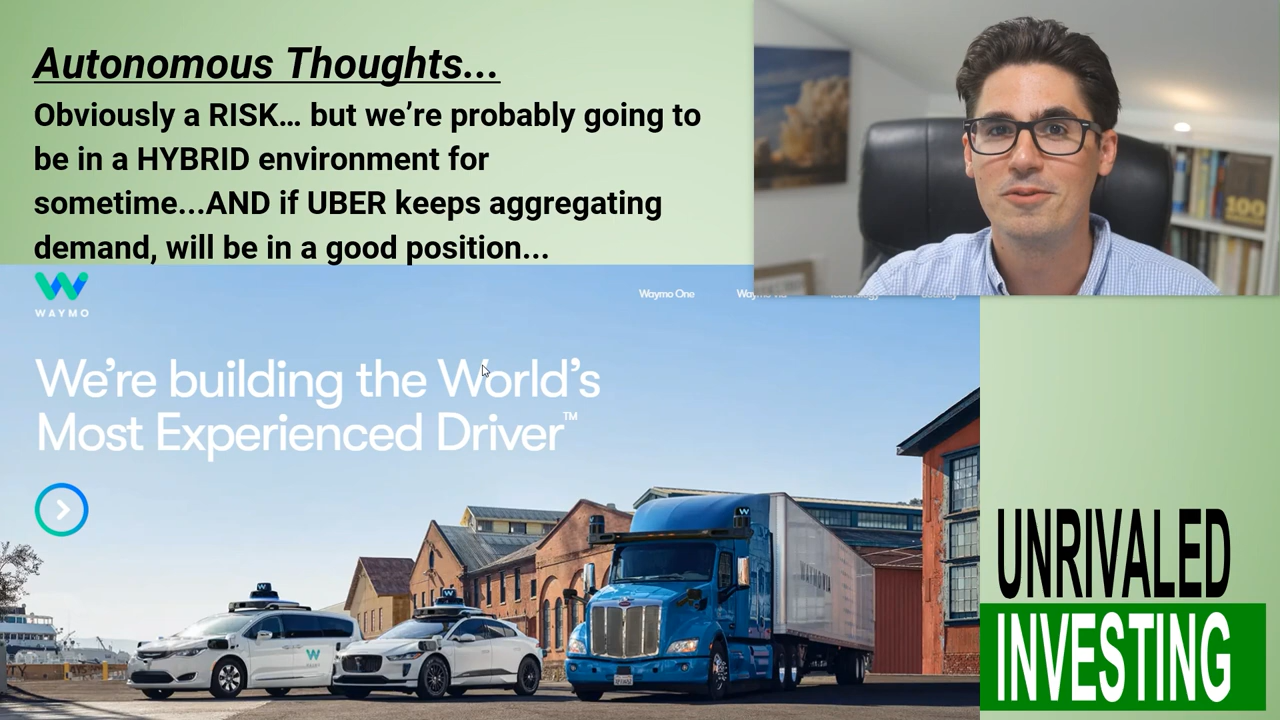 Autonomous Thoughts...
Obviously a RISK... but we're probably going to
be in a HYBRID environment for
sometime...AND if UBER keeps aggregating
demand, will be in a good position...
WAYMO
Waymo One
We're building the World's
Most Experienced Driver™
100
UNRIVALED
INVESTING